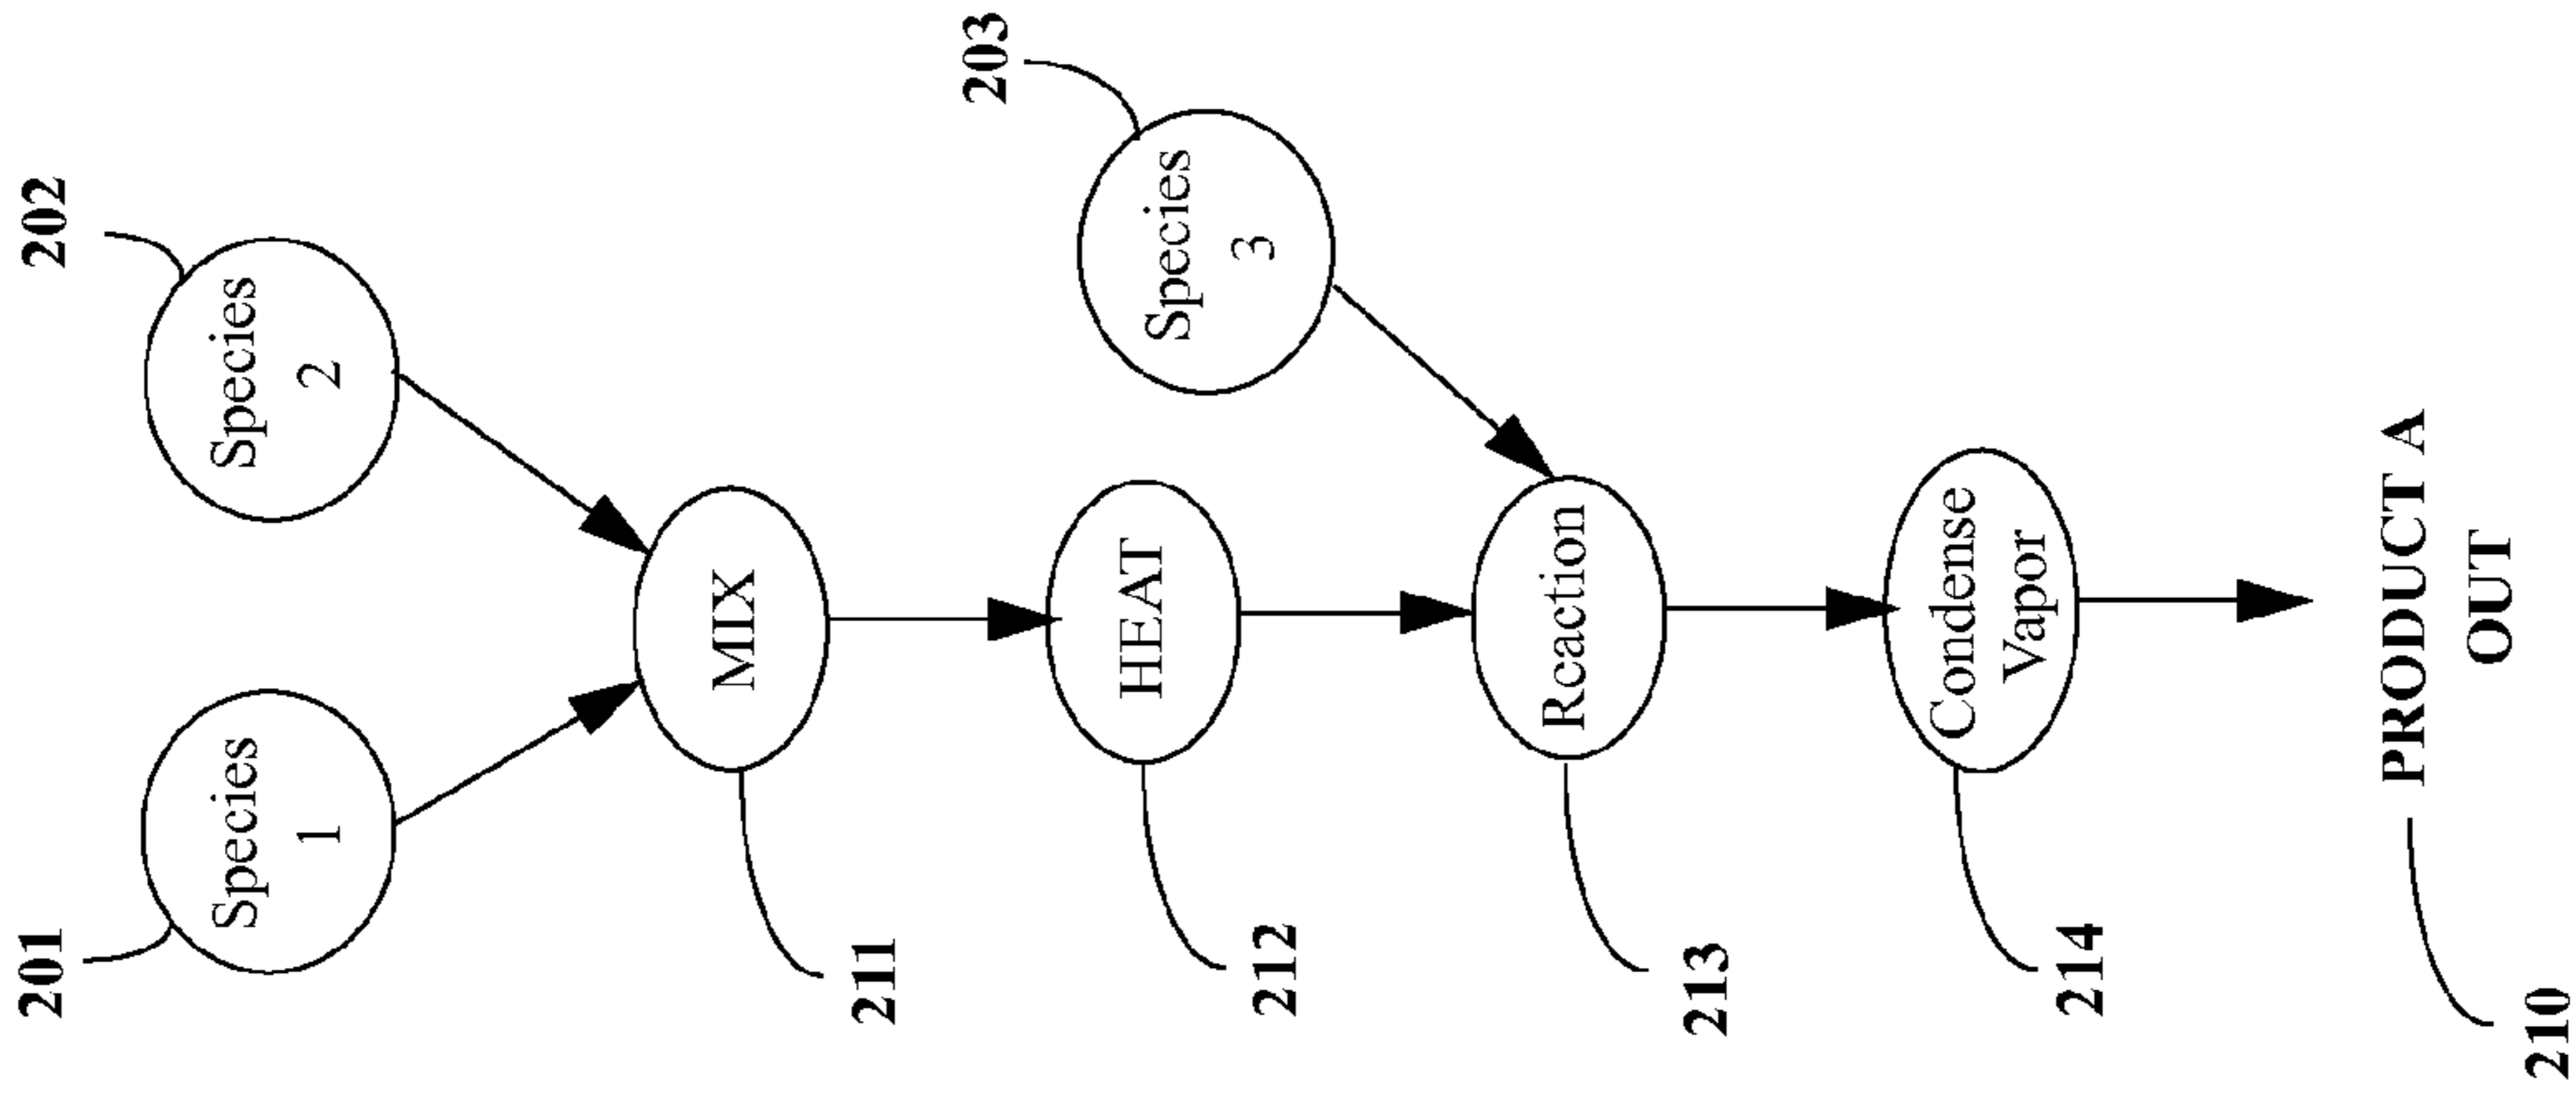 201
Species
1
202
Species
2
MIX
211
HEAT
212
203
Species
3
Reaction
213
Condense
Vapor
214
PRODUCT A
OUT
210